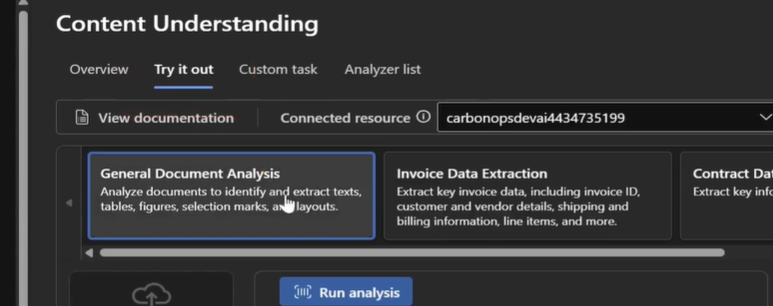 Content Understanding
Overview
Try it out
Custom task
Analyzer list
View documentation
Connected resource
carbonopsdevai4434735199
General Document Analysis
Analyze documents to identify and extract texts,
tables, figures, selection marks, layouts.
Invoice Data Extraction
Extract key invoice data, including invoice ID,
customer and vendor details, shipping and
billing information, line items, and more.
Contract
Extract key
Run analysis